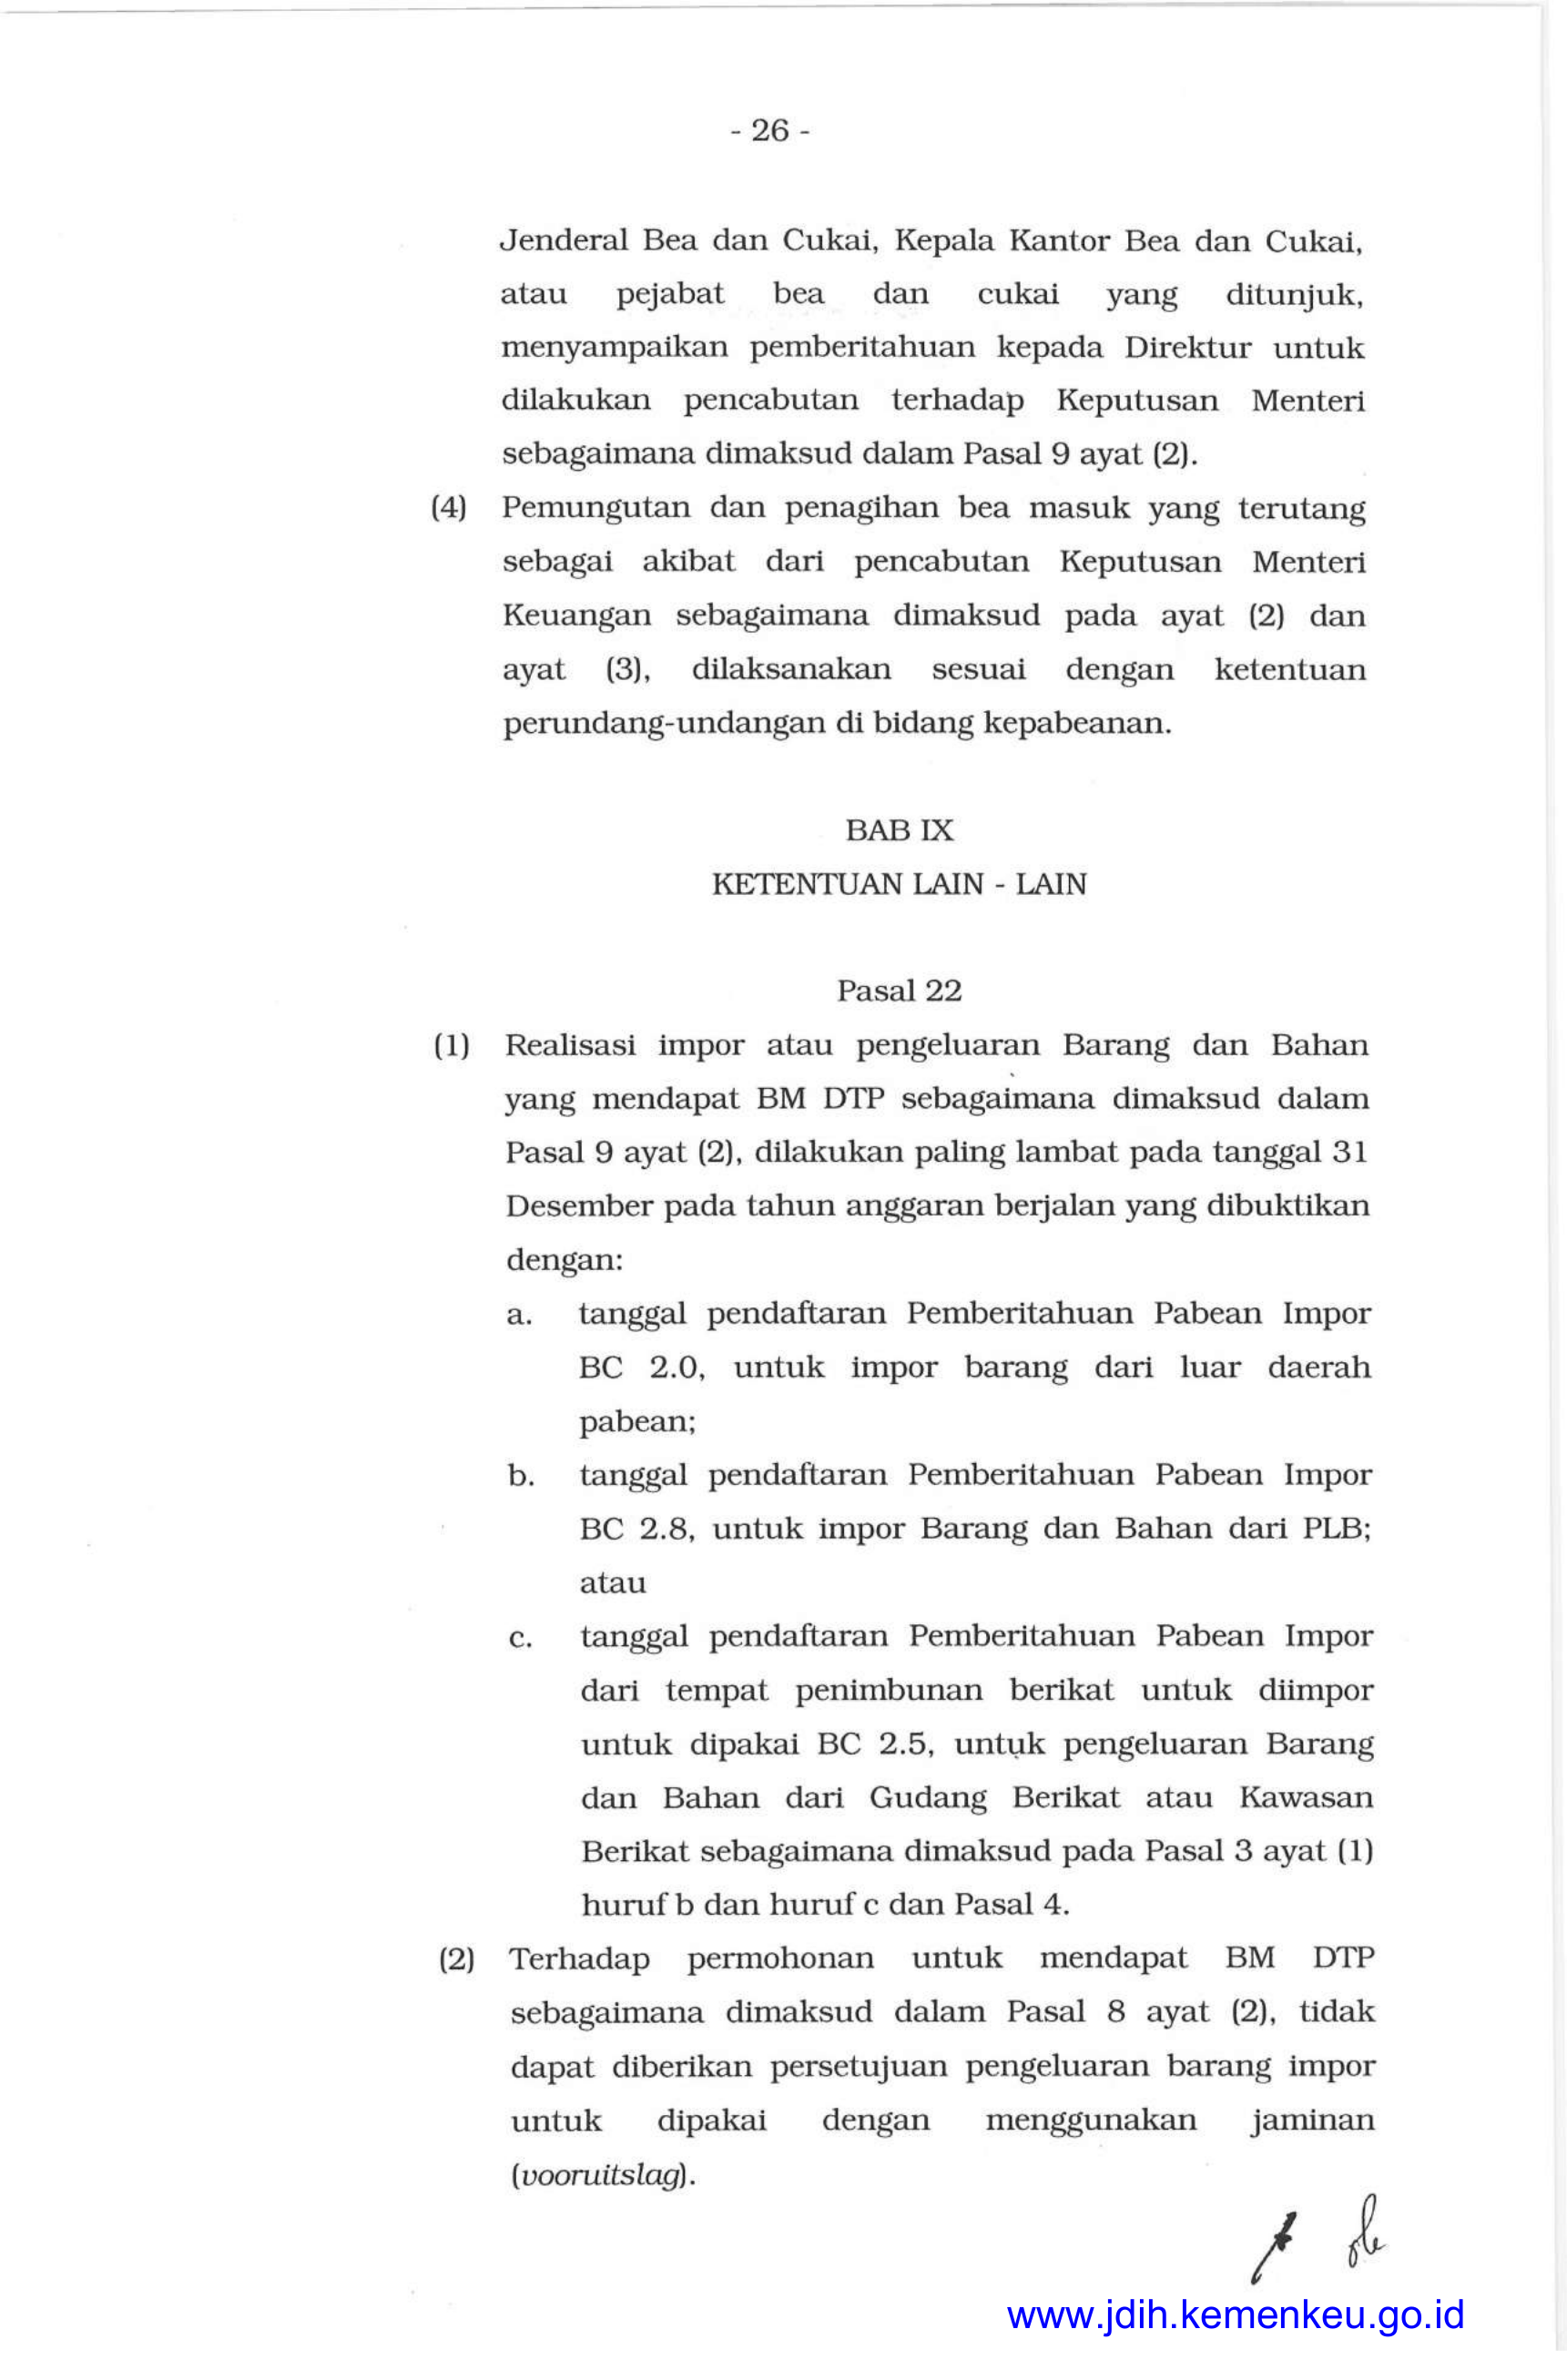 - 26 -
Jenderal Bea dan Cukai, Kepala Kantor Bea dan Cukai,
atau pejabat bea dan cukai yang ditunjuk,
menyampaikan pemberitahuan kepada Direktur untuk
dilakukan pencabutan terhadap Keputusan Menteri
sebagaimana dimaksud dalam Pasal 9 ayat (2).
(4) Pemungutan dan penagihan bea masuk yang terutang
sebagai akibat dari pencabutan Keputusan Menteri
Keuangan sebagaimana dimaksud pada ayat (2) dan
ayat (3), dilaksanakan sesuai dengan ketentuan
perundang-undangan di bidang kepabeanan.
BAB IX
KETENTUAN LAIN - LAIN
Pasal 22
(1) Realisasi impor atau pengeluaran Barang dan Bahan
yang mendapat BM DTP sebagaimana dimaksud dalam
Pasal 9 ayat (2), dilakukan paling lambat pada tanggal 31
Desember pada tahun anggaran berjalan yang dibuktikan
dengan:
a. tanggal pendaftaran Pemberitahuan Pabean Impor
BC 2.0, untuk impor barang dari luar daerah
pabean;
b. tanggal pendaftaran Pemberitahuan Pabean Impor
BC 2.8, untuk impor Barang dan Bahan dari PLB;
atau
c. tanggal pendaftaran Pemberitahuan Pabean Impor
dari tempat penimbunan berikat untuk diimpor
untuk dipakai BC 2.5, untuk pengeluaran Barang
dan Bahan dari Gudang Berikat atau Kawasan
Berikat sebagaimana dimaksud pada Pasal 3 ayat (1)
huruf b dan huruf c dan Pasal 4.
(2) Terhadap permohonan untuk mendapat BM DTP
sebagaimana dimaksud dalam Pasal 8 ayat (2), tidak
dapat diberikan persetujuan pengeluaran barang impor
untuk dipakai dengan menggunakan jaminan
(vooruitslag).
www.jdih.kemenkeu.go.id